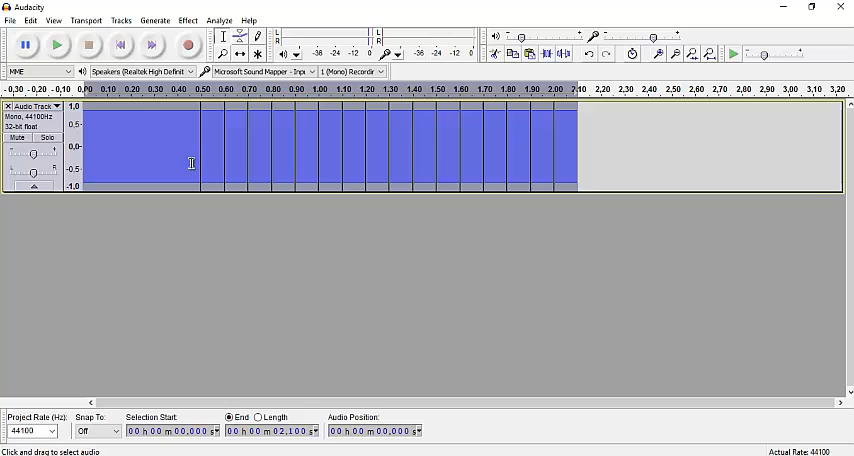 Audacity
File Edit View Transport Tracks Generate Effect Analyze Help
L
R
-36 -24 -12 0
L
R
-36 -24 -12 0
MME
Speakers (Realtek High Definit
Microsoft Sound Mapper - Inpu
1 (Mono) Recordir
-0,30 -0,20 -0,10 0,00 0,10 0,20 0,30 0,40 0,50 0,60 0,70 0,80 0,90 1,00 1,10 1,20 1,30 1,40 1,50 1,60 1,70 1,80 1,90 2,00 2,10 2,20 2,30 2,40 2,50 2,60 2,70 2,80 2,90 3,00 3,10 3,20
Audio Track
Mono, 44100Hz
32-bit float
Mute Solo
- +
L R
1,0
0,5-
0,0-
-0,5-
-1,0
Project Rate (Hz): Snap To: Selection Start: End Length Audio Position:
44100 Off 00 h 00 m 00,000 s 00 h 00 m 02,100 s 00 h 00 m 00,000 s
Click and drag to select audio
Actual Rate: 44100